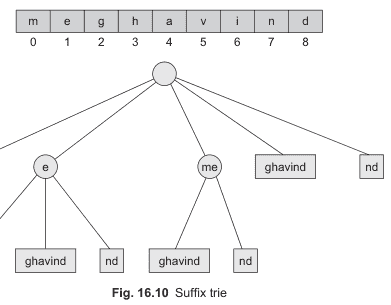 m e g h a v i n d
0 1 2 3 4 5 6 7 8
e me ghavind nd
ghavind nd ghavind nd
Fig. 16.10 Suffix trie